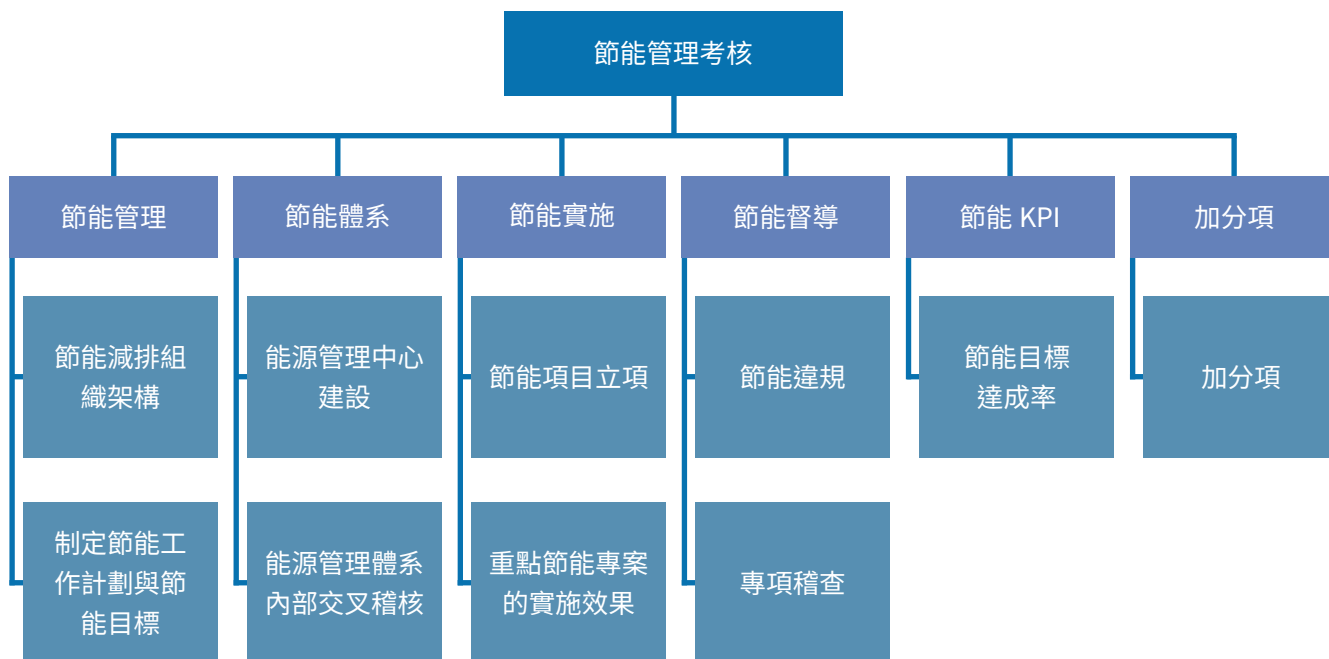 節能管理考核
節能管理
節能體系
節能實施
節能督導
節能 KPI
加分項
節能減排組
織架構
能源管理中心
建設
節能項目立項
節能違規
節能目標
達成率
加分項
制定節能工
作計劃與節
能目標
能源管理體系
內部交叉稽核
重點節能專案
的實施效果
專項稽查